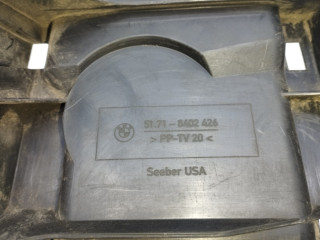 51.71 - 8402 426
> PP-TV 20 <
Seeber USA